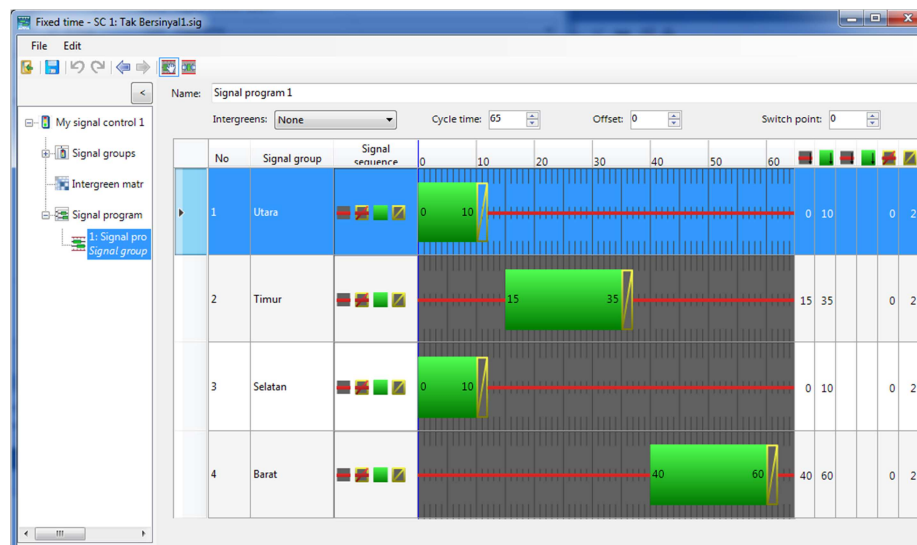 Fixed time - SC 1: Tak Bersinyal1.sig
File Edit
<
Name: Signal program 1
Intergreens: None Cycle time: 65 Offset: 0 Switch point: 0
My signal control 1
Signal groups
Intergreen matr
Signal program
1: Signal pro
Signal group
No Signal group Signal sequence 0 10 20 30 40 50 60
1 Utara 0 10 0 10 0 2
2 Timur 15 35 15 35 0 2
3 Selatan 0 10 0 10 0 2
4 Barat 40 60 40 60 0 2